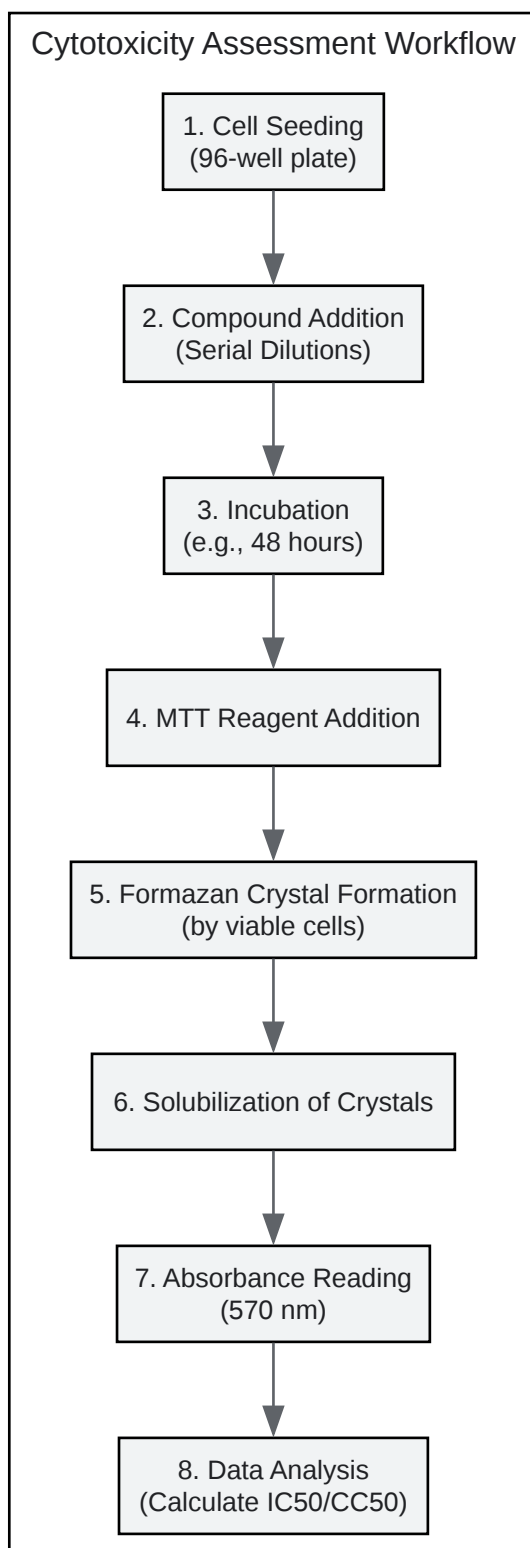 Cytotoxicity Assessment Workflow
1. Cell Seeding
(96-well plate)
2. Compound Addition
(Serial Dilutions)
3. Incubation
(e.g., 48 hours)
4. MTT Reagent Addition
5. Formazan Crystal Formation
(by viable cells)
6. Solubilization of Crystals
7. Absorbance Reading
(570 nm)
8. Data Analysis
(Calculate IC50/CC50)